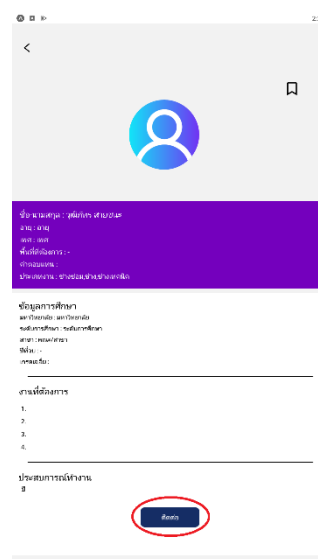 2:
ชื่อ-นามสกุล : วุฒิภัทร สายชนะ
อายุ : อายุ
เพศ : เพศ
พื้นที่ที่ต้องการ : -
ค่าตอบแทน :
ประเภทงาน : ช่างซ่อม,ช่าง,ช่างเทคนิค
ข้อมูลการศึกษา
มหาวิทยาลัย : มหาวิทยาลัย
ระดับการศึกษา : ระดับการศึกษา
สาขา : คณะ/สาขา
ปีที่จบ : -
เกรดเฉลี่ย :
งานที่ต้องการ
1.
2.
3.
4.
ประสบการณ์ทำงาน
ปี
ติดต่อ